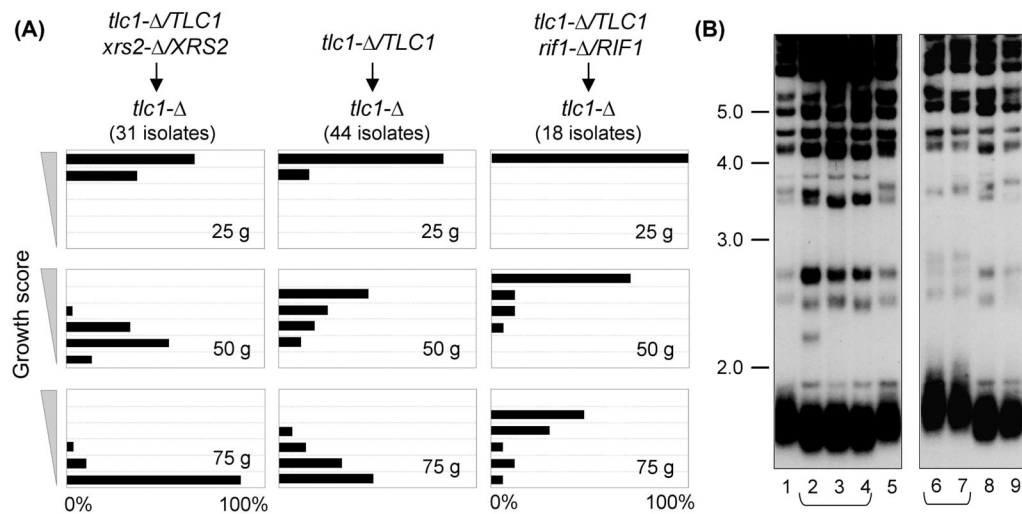 (A)
tlc1-Δ/TLC1
xrs2-Δ/XRS2
tlc1-Δ
(31 isolates)
tlc1-Δ/TLC1
tlc1-Δ
(44 isolates)
tlc1-Δ/TLC1
rif1-Δ/RIF1
tlc1-Δ
(18 isolates)
Growth score
25 g 25 g 25 g
50 g 50 g 50 g
75 g 75 g 75 g
0% 100% 0% 100%
(B)
5.0
4.0
3.0
2.0
1 2 3 4 5 6 7 8 9